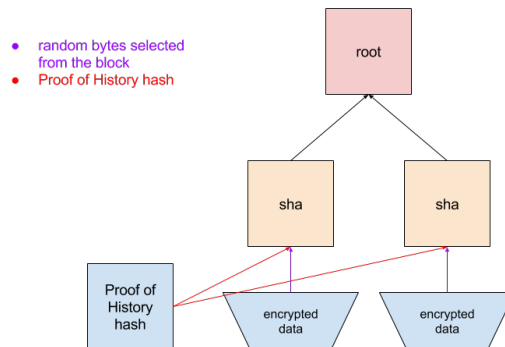 random bytes selected
from the block
Proof of History hash
root
sha
sha
Proof of
History
hash
encrypted
data
encrypted
data